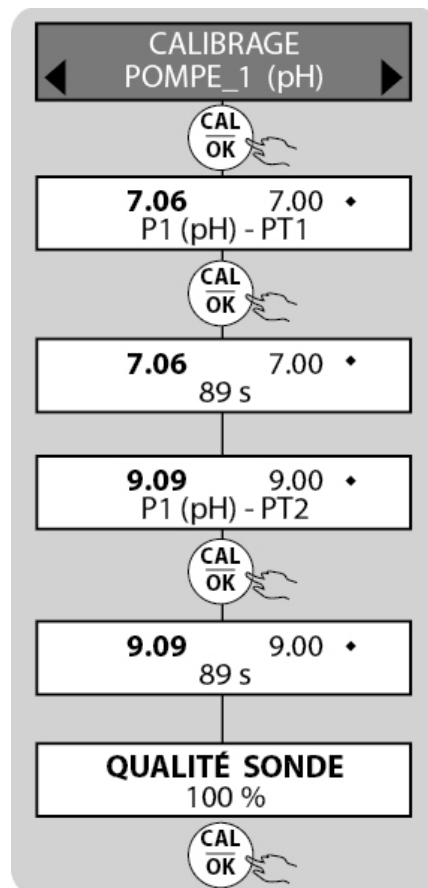 CALIBRAGE
POMPE_1 (pH)
CAL
OK
7.06 7.00 ◆
P1 (pH) - PT1
CAL
OK
7.06 7.00 ◆
89 s
9.09 9.00 ◆
P1 (pH) - PT2
CAL
OK
9.09 9.00 ◆
89 s
QUALITÉ SONDE
100 %
CAL
OK